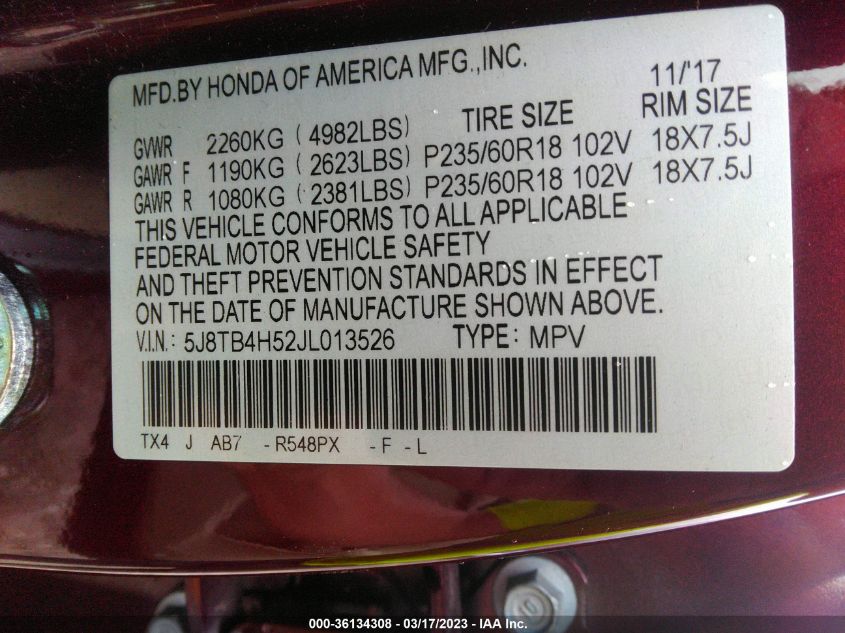 MFD.BY HONDA OF AMERICA MFG.,INC. 11/'17
TIRE SIZE RIM SIZE
GVWR 2260KG (4982LBS)
GAWR F 1190KG (2623LBS) P235/60R18 102V 18X7.5J
GAWR R 1080KG (2381LBS) P235/60R18 102V 18X7.5J
THIS VEHICLE CONFORMS TO ALL APPLICABLE
FEDERAL MOTOR VEHICLE SAFETY
AND THEFT PREVENTION STANDARDS IN EFFECT
ON THE DATE OF MANUFACTURE SHOWN ABOVE.
V.I.N.: 5J8TB4H52JL013526 TYPE: MPV
TX4 J AB7 -R548PX -F-L
10
000-36134308 - 03/17/2023 - IAA Inc.